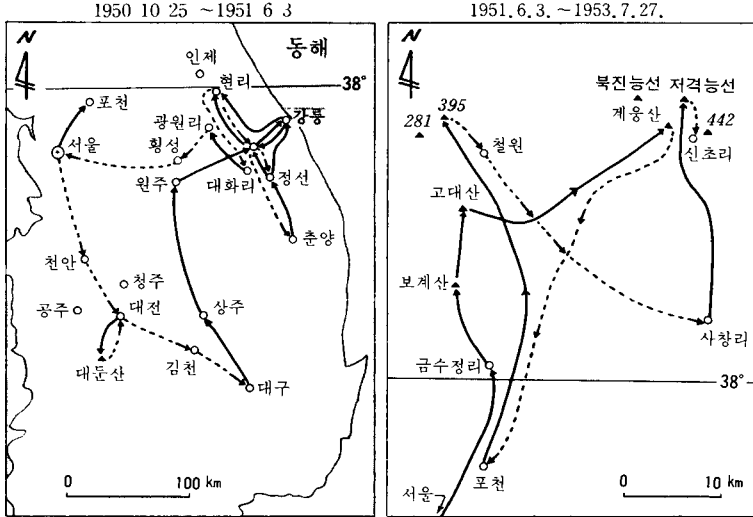 1950 10 25 ~1951 6 3
N
동해
인제
38°
현리
포천
강릉
광원리
서울
횡성
원주
대화리
정선
춘양
천안
청주
공주
대전
상주
대둔산
김천
대구
0
100 km
1951.6.3. ~1953.7.27.
N
북진능선
저격능선
395
계웅산
281
442
철원
신초리
고대산
보계산
사창리
금수정리
38°
포천
서울
0
10 km